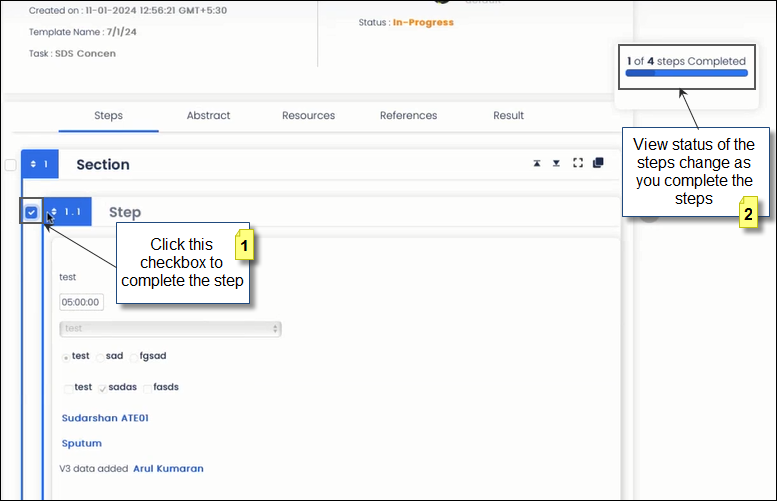 Created on : 11-01-2024 12:56:21 GMT+5:30
Template Name : 7/1/24
Task : SDS Concen
Status : In-Progress
1 of 4 steps Completed
Steps Abstract Resources References Result
View status of the
steps change as
you complete the
steps
2
1 Section
1.1 Step
Click this
checkbox to
complete the step
1
test
05:00:00
test
test sad fgsad
test sadas fasds
Sudarshan ATE01
Sputum
V3 data added Arul Kumaran